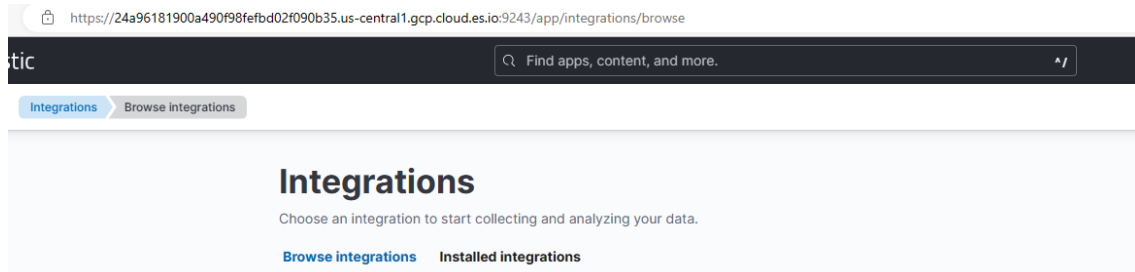 https://24a96181900a490f98fefbd02f090b35.us-central1.gcp.cloud.es.io:9243/app/integrations/browse
stic Find apps, content, and more. ^/
Integrations Browse integrations
Integrations
Choose an integration to start collecting and analyzing your data.
Browse integrations Installed integrations